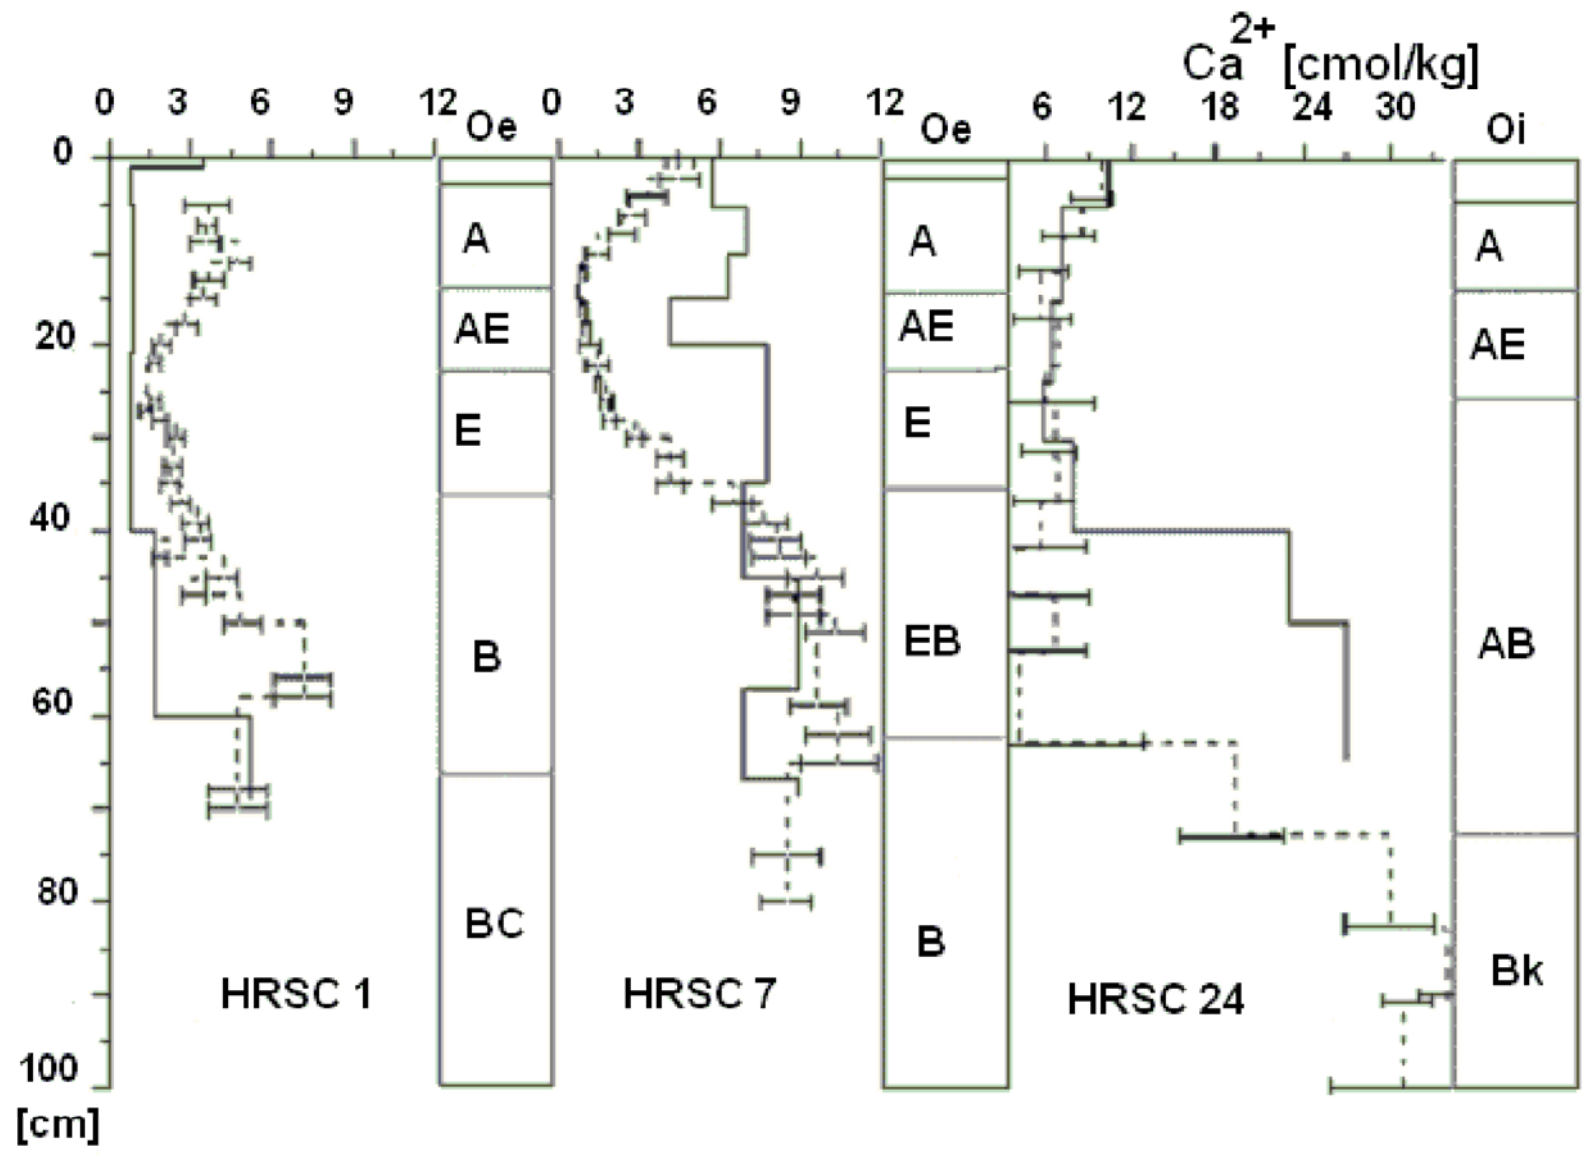 2+
Ca [cmol/kg]
0 3 6 9 12 0 3 6 9 12 6 12 18 24 30
Oe Oe Oi
0
A A A
20 AE AE AE
E E
40
B EB AB
60
80
BC B Bk
HRSC 1 HRSC 7 HRSC 24
100
[cm]